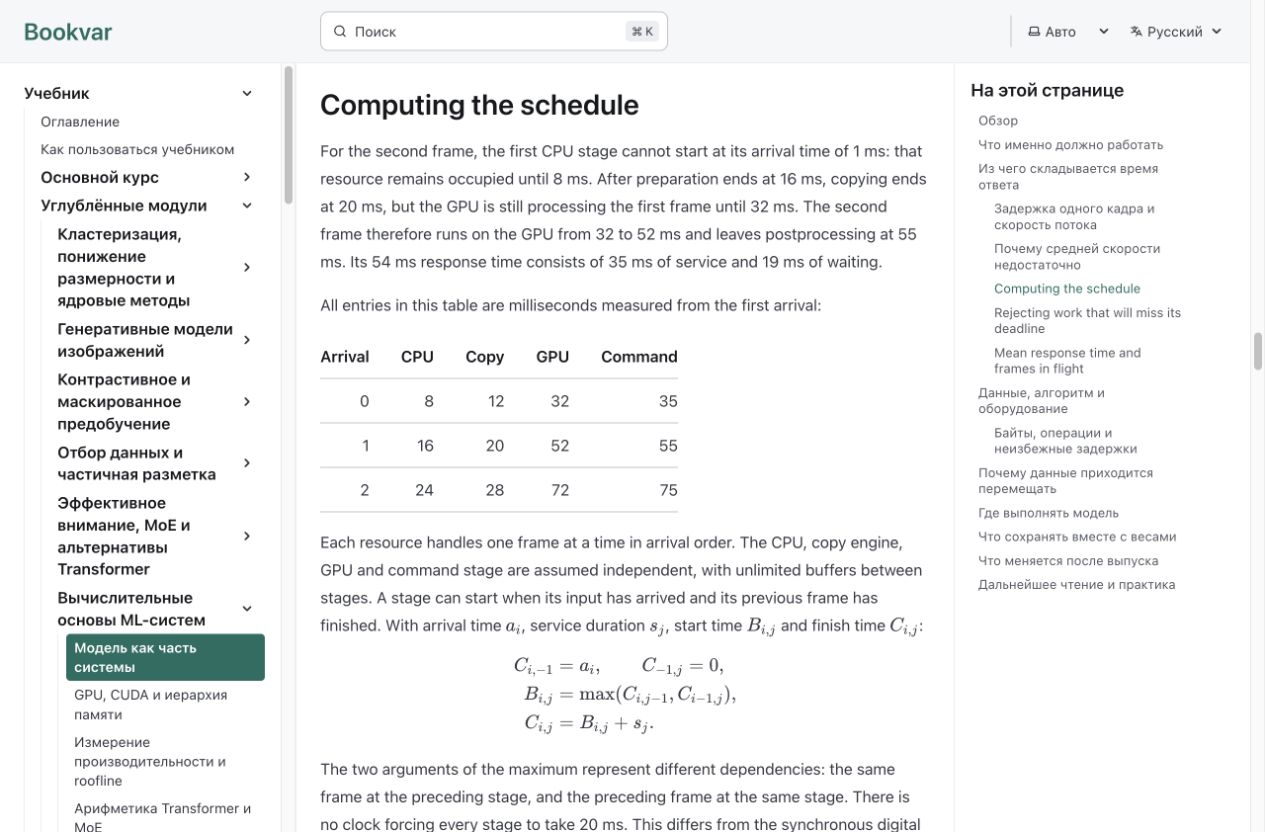 Bookvar
Поиск
⌘ K
Авто
Русский
Учебник
Оглавление
Как пользоваться учебником
Основной курс
Углублённые модули
Кластеризация,
понижение
размерности и
ядровые методы
Генеративные модели
изображений
Контрастивное и
маскированное
предобучение
Отбор данных и
частичная разметка
Эффективное
внимание, MoE и
альтернативы
Transformer
Вычислительные
основы ML-систем
Модель как часть
системы
GPU, CUDA и иерархия
памяти
Измерение
производительности и
roofline
Арифметика Transformer и
MoE
Computing the schedule
For the second frame, the first CPU stage cannot start at its arrival time of 1 ms: that
resource remains occupied until 8 ms. After preparation ends at 16 ms, copying ends
at 20 ms, but the GPU is still processing the first frame until 32 ms. The second
frame therefore runs on the GPU from 32 to 52 ms and leaves postprocessing at 55
ms. Its 54 ms response time consists of 35 ms of service and 19 ms of waiting.
All entries in this table are milliseconds measured from the first arrival:
Arrival CPU Copy GPU Command
0 8 12 32 35
1 16 20 52 55
2 24 28 72 75
Each resource handles one frame at a time in arrival order. The CPU, copy engine,
GPU and command stage are assumed independent, with unlimited buffers between
stages. A stage can start when its input has arrived and its previous frame has
finished. With arrival time a_i, service duration s_j, start time B_{i,j} and finish time C_{i,j}:
C_{i,−1} = a_i, C_{−1,j} = 0,
B_{i,j} = max(C_{i,j−1}, C_{i−1,j}),
C_{i,j} = B_{i,j} + s_j.
The two arguments of the maximum represent different dependencies: the same
frame at the preceding stage, and the preceding frame at the same stage. There is
no clock forcing every stage to take 20 ms. This differs from the synchronous digital
На этой странице
Обзор
Что именно должно работать
Из чего складывается время
ответа
Задержка одного кадра и
скорость потока
Почему средней скорости
недостаточно
Computing the schedule
Rejecting work that will miss its
deadline
Mean response time and
frames in flight
Данные, алгоритм и
оборудование
Байты, операции и
неизбежные задержки
Почему данные приходится
перемещать
Где выполнять модель
Что сохранять вместе с весами
Что меняется после выпуска
Дальнейшее чтение и практика